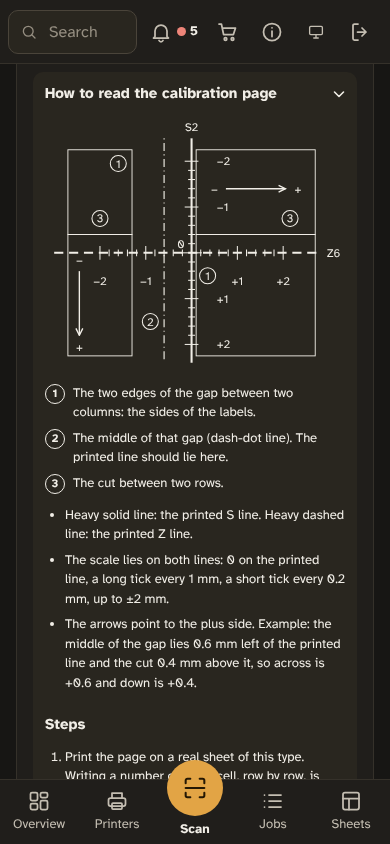 Search
5
How to read the calibration page
S2
1
−2
− +
−1
3
3
0
Z6
−
−2
−1
1
+1
+2
+1
2
+
+2
1 The two edges of the gap between two
columns: the sides of the labels.
2 The middle of that gap (dash-dot line). The
printed line should lie here.
3 The cut between two rows.
• Heavy solid line: the printed S line. Heavy dashed
line: the printed Z line.
• The scale lies on both lines: 0 on the printed
line, a long tick every 1 mm, a short tick every 0.2
mm, up to ±2 mm.
• The arrows point to the plus side. Example: the
middle of the gap lies 0.6 mm left of the printed
line and the cut 0.4 mm above it, so across is
+0.6 and down is +0.4.
Steps
1. Print the page on a real sheet of this type.
Writing a number cell, row by row, is
Overview
Printers
Scan
Jobs
Sheets